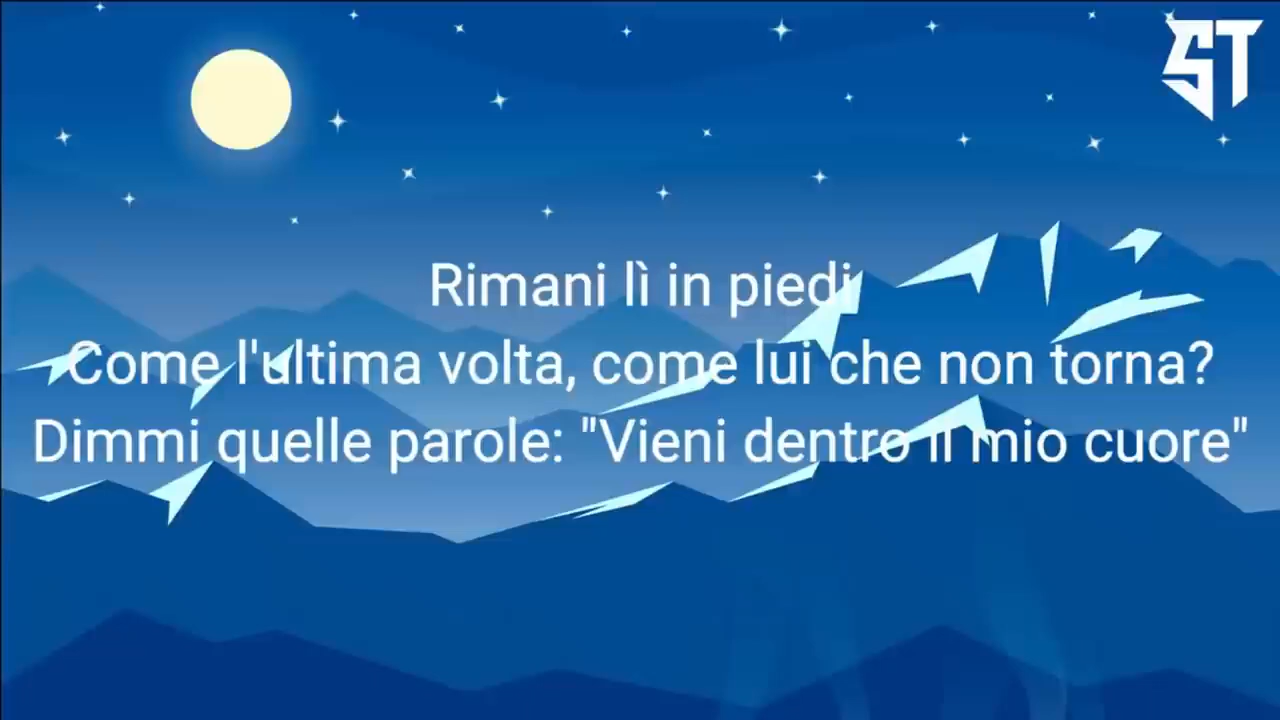 ST
Rimani lì in piedi
Come l'ultima volta, come lui che non torna?
Dimmi quelle parole: "Vieni dentro il mio cuore"